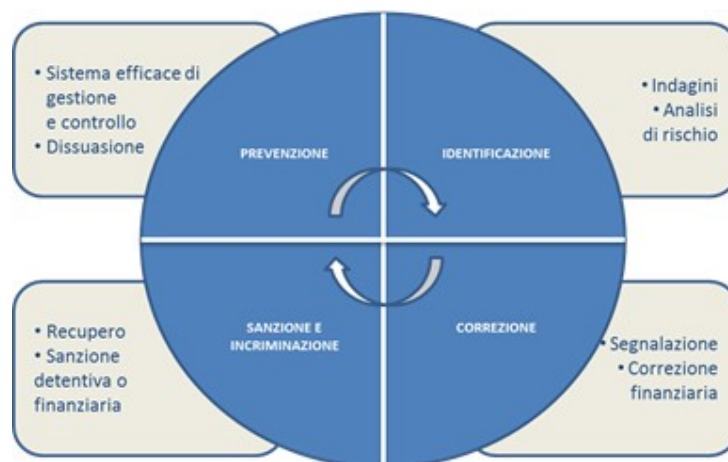 • Sistema efficace di
gestione
e controllo
• Dissuasione
PREVENZIONE
IDENTIFICAZIONE
• Indagini
• Analisi
di rischio
• Recupero
• Sanzione
detentiva o
finanziaria
SANZIONE E
INCRIMINAZIONE
CORREZIONE
• Segnalazione
• Correzione
finanziaria